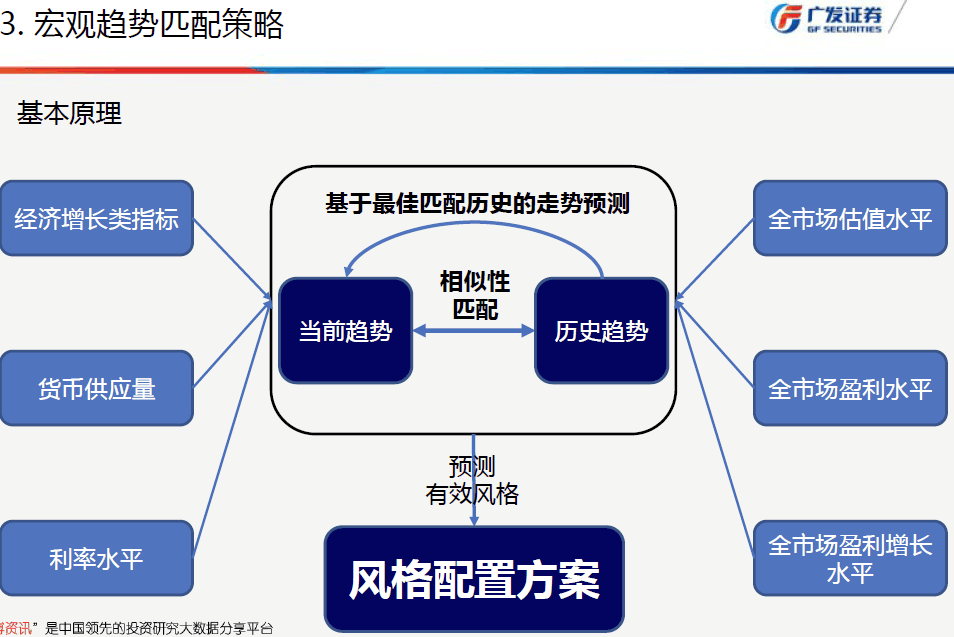 3. 宏观趋势匹配策略
广发证券
GF SECURITIES
基本原理
基于最佳匹配历史的走势预测
经济增长类指标
全市场估值水平
相似性
匹配
当前趋势
历史趋势
货币供应量
全市场盈利水平
预测
有效风格
利率水平
风格配置方案
全市场盈利增长
水平
资讯”是中国领先的投资研究大数据分享平台